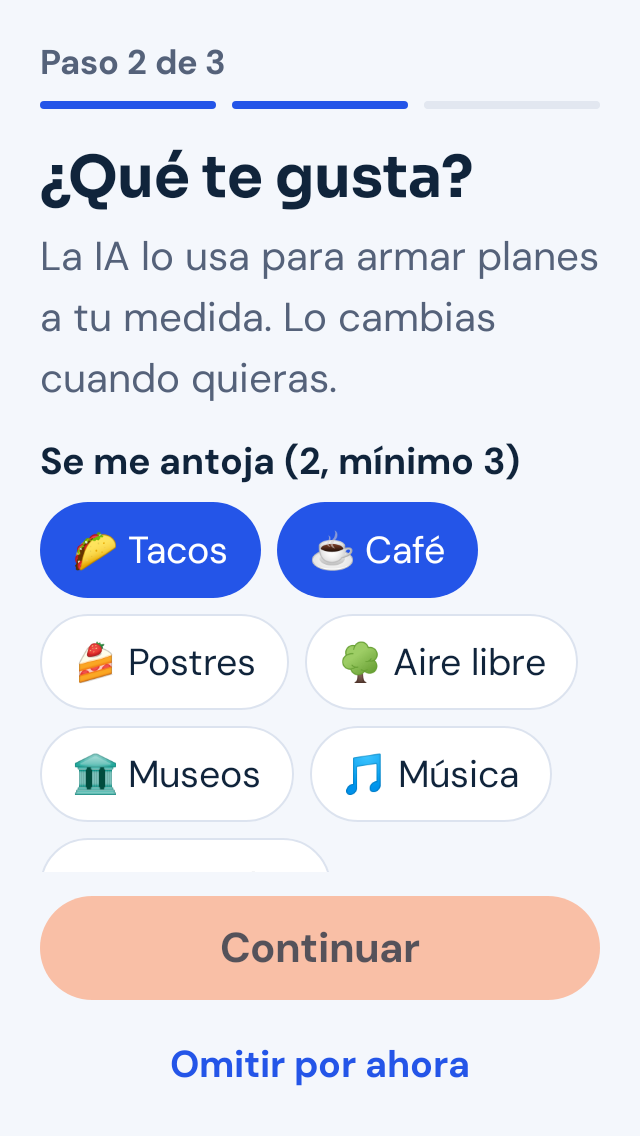 Paso 2 de 3
¿Qué te gusta?
La IA lo usa para armar planes
a tu medida. Lo cambias
cuando quieras.
Se me antoja (2, mínimo 3)
🌮 Tacos
☕ Café
🍰 Postres
🌳 Aire libre
🏛️ Museos
🎵 Música
Continuar
Omitir por ahora